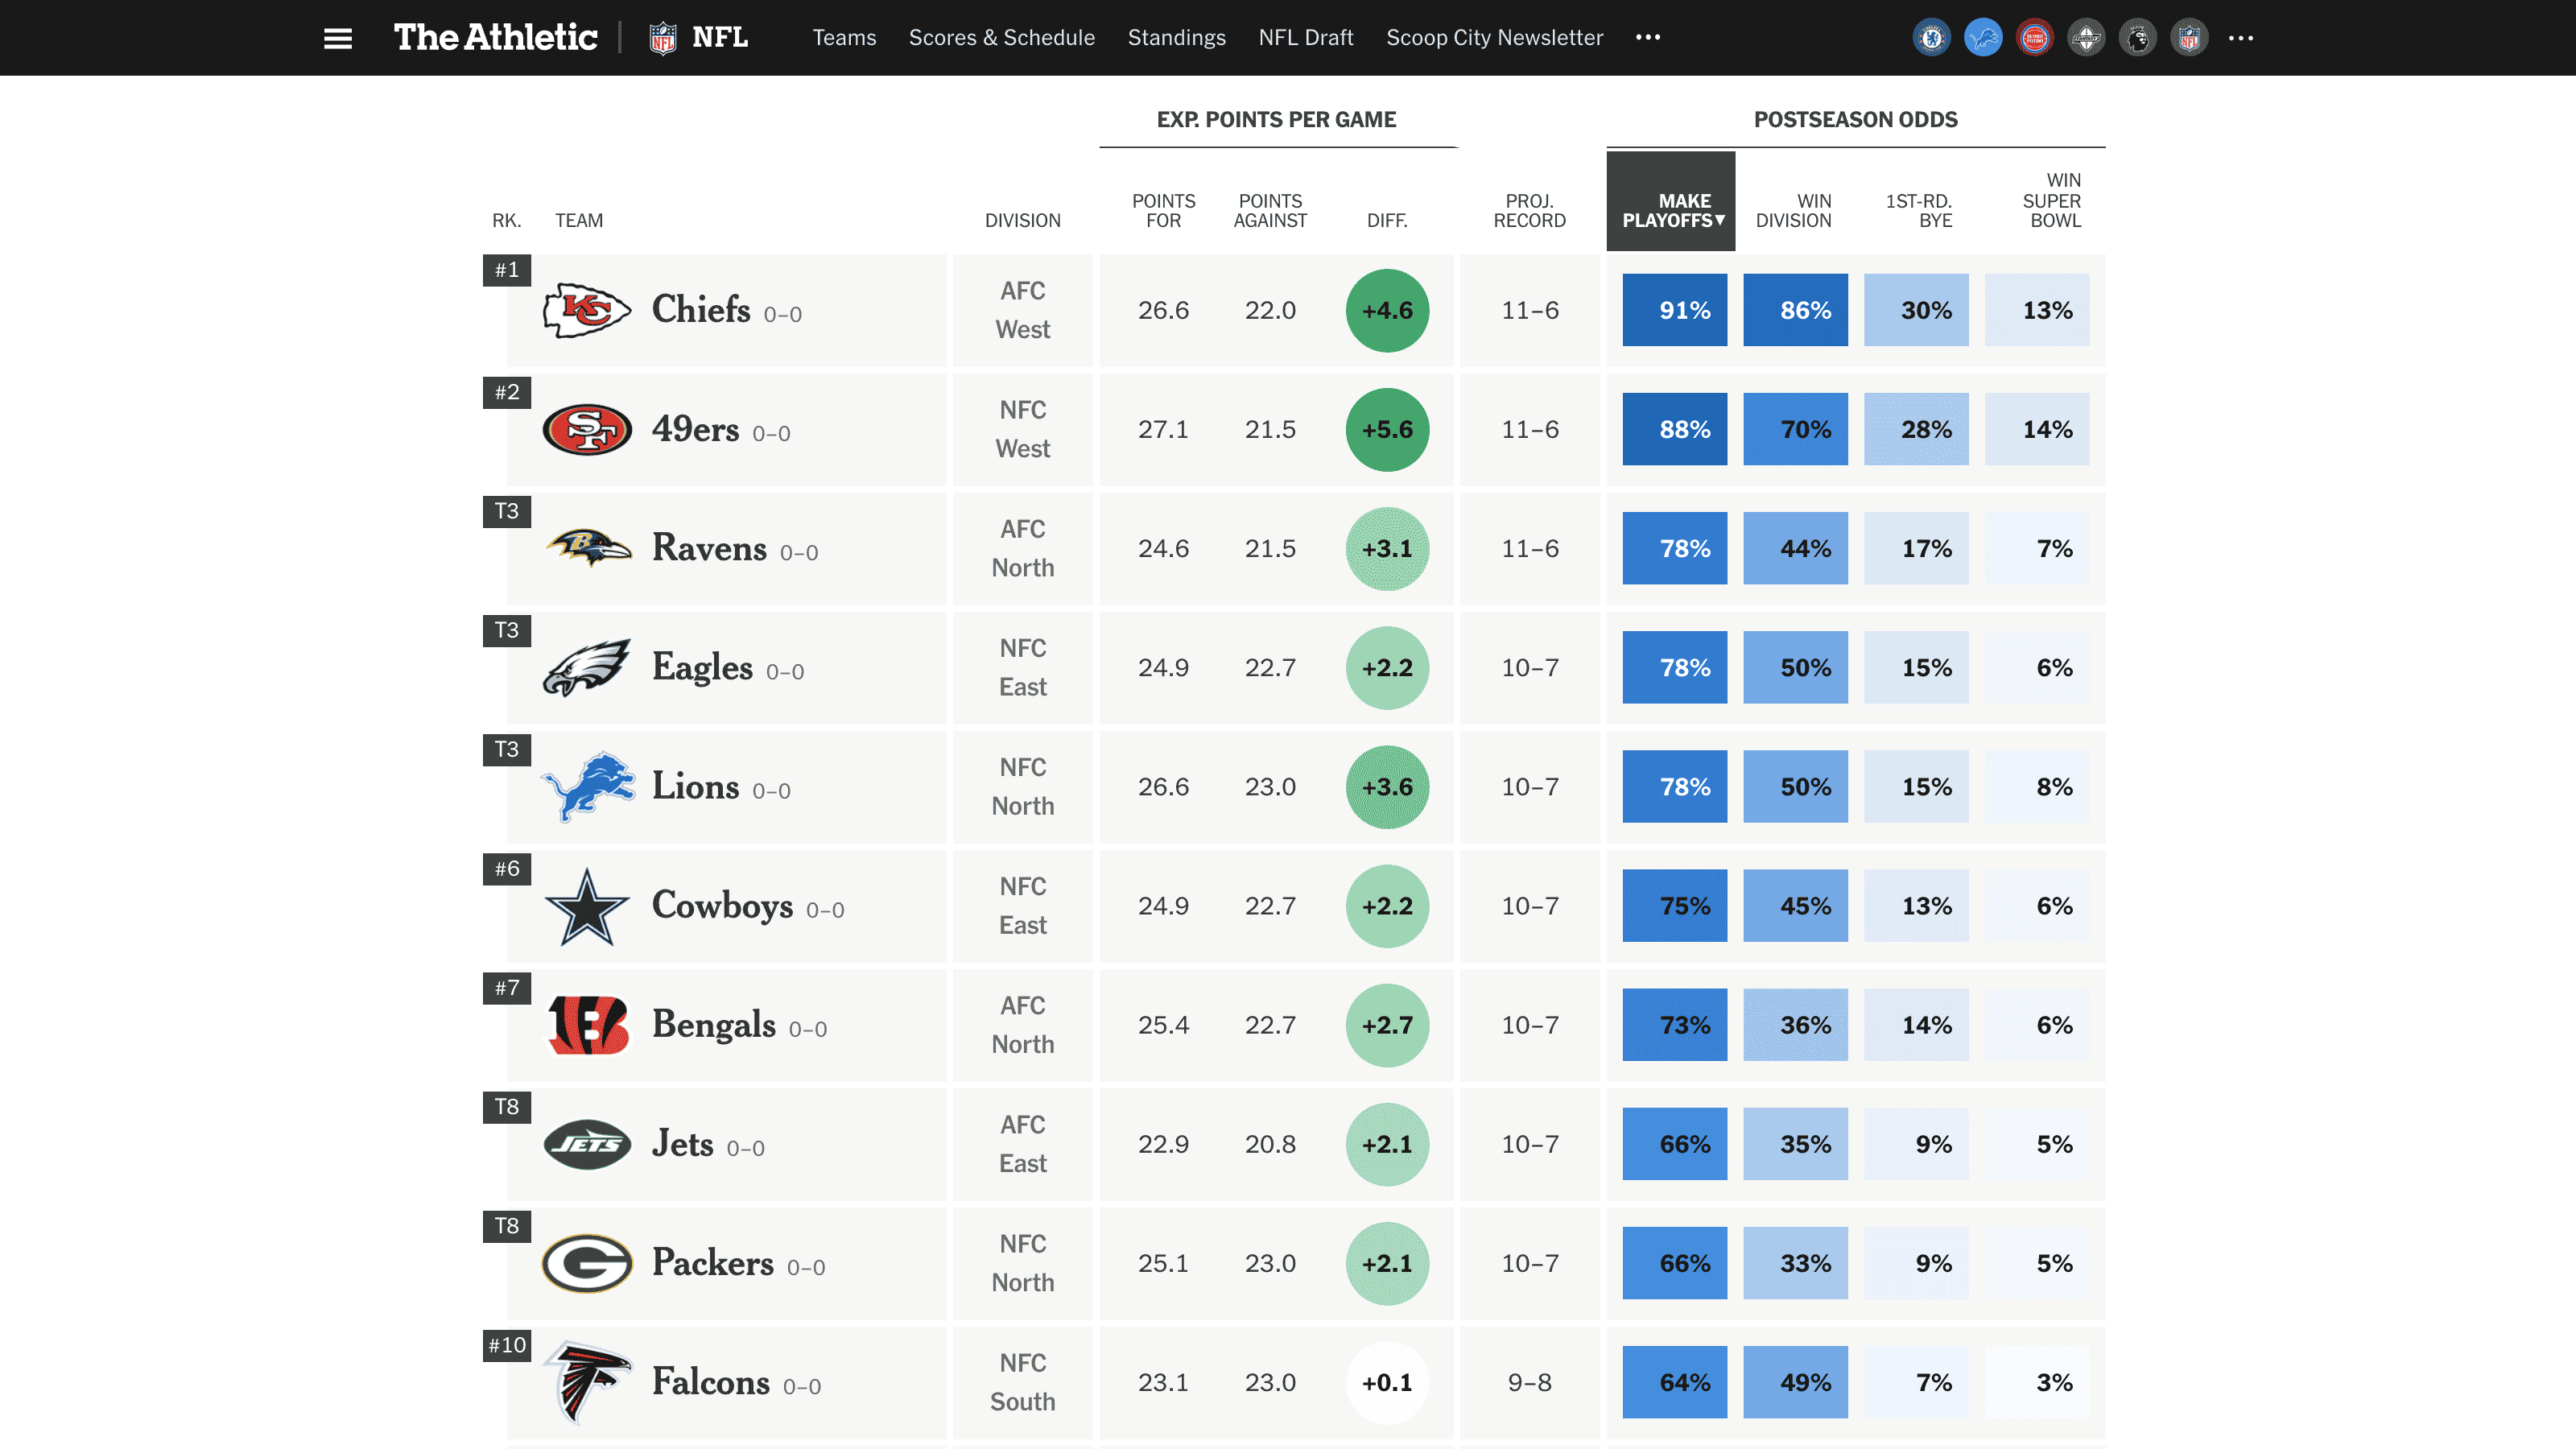 The Athletic NFL NFL Teams Scores & Schedule Standings NFL Draft Scoop City Newsletter •••
EXP. POINTS PER GAME POSTSEASON ODDS
RK. TEAM DIVISION POINTS FOR POINTS AGAINST DIFF. PROJ. RECORD MAKE PLAYOFFS▼ WIN DIVISION 1ST-RD. BYE WIN SUPER BOWL
#1 KC Chiefs 0–0 AFC West 26.6 22.0 +4.6 11–6 91% 86% 30% 13%
#2 SF 49ers 0–0 NFC West 27.1 21.5 +5.6 11–6 88% 70% 28% 14%
T3 B Ravens 0–0 AFC North 24.6 21.5 +3.1 11–6 78% 44% 17% 7%
T3 Eagles 0–0 NFC East 24.9 22.7 +2.2 10–7 78% 50% 15% 6%
T3 Lions 0–0 NFC North 26.6 23.0 +3.6 10–7 78% 50% 15% 8%
#6 Cowboys 0–0 NFC East 24.9 22.7 +2.2 10–7 75% 45% 13% 6%
#7 B Bengals 0–0 AFC North 25.4 22.7 +2.7 10–7 73% 36% 14% 6%
T8 JETS Jets 0–0 AFC East 22.9 20.8 +2.1 10–7 66% 35% 9% 5%
T8 G Packers 0–0 NFC North 25.1 23.0 +2.1 10–7 66% 33% 9% 5%
#10 Falcons 0–0 NFC South 23.1 23.0 +0.1 9–8 64% 49% 7% 3%